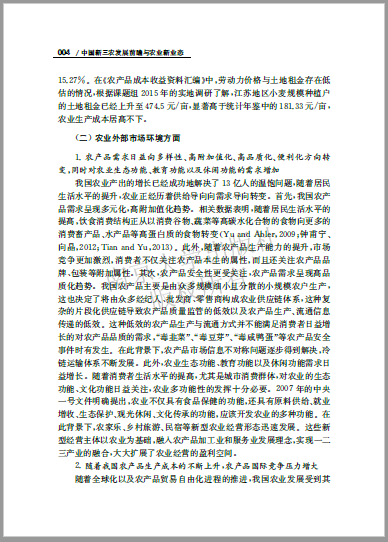 004 / 中国新三农发展前瞻与农业新业态
15.27%。在《农产品成本收益资料汇编》中,劳动力价格与土地租金存在低
估的情况,根据课题组 2015 年的实地调研了解,江苏地区小麦规模种植户
的土地租金已经上升至 474.5 元/亩,显著高于统计年鉴中的 181.33 元/亩,
农业生产成本居高不下。
(二) 农业外部市场环境方面
1. 农产品需求日益向多样性、高附加值化、高品质化、便利化方向转
变,同时对农业生态功能、教育功能以及休闲功能的需求增加
我国农业产出的增长已经成功地解决了 13 亿人的温饱问题,随着居民
生活水平的提升,农业正经历着供给导向向需求导向转变。首先,我国农产
品需求呈现多元化,高附加值化趋势。相关数据表明,随着居民生活水平的
提高,饮食消费结构正从以消费谷物、蔬菜等高碳水化合物的食物向更多的
消费畜产品、水产品等高蛋白质的食物转变(Yu and Abler,2009;钟甫宁、
向晶,2012;Tian and Yu,2013)。此外,随着农产品生产能力的提升,市场
竞争更加激烈,消费者不仅关注产品本生的属性,而且还关注农产品品
牌、包装等附加属性。其次,农产品安全性更受关注,农产品需求呈现高品
质化趋势。我国农产品主要是由众多规模细小且分散的小规模农户生产,
这也决定了将由众多经纪人、批发商、零售商构成农业供应链体系,这种复
杂的片段化供应链导致农产品质量监管的低效以及农产品生产、流通信息
传递的低效。这种低效的农产品生产与流通方式并不能满足消费者日益增
长的对农产品品质的需求,“毒韭菜”、“毒豆芽”、“毒咸鸭蛋”等农产品安全
事件时有发生。在此背景下,农产品市场信息不对称问题逐步得到解决,冷
链运输体系不断发展。此外,农业生态功能、教育功能以及休闲功能需求日
益增长。随着消费者生活水平的提高,尤其是城市消费群体,对农业的生态
功能、文化功能日益关注,农业多功能性的发挥十分必要。2007 年的中央
一号文件明确提出,农业不仅具有食品保健的功能,还具有原料供给、就业
增收、生态保护、观光休闲、文化传承的功能,应该开发农业的多种功能。在
此背景下,农家乐、乡村旅游、民宿等新型农业经营形态迅速发展。这些新
型经营主体以农业为基础,融入农产品加工业和服务业发展理念,实现一二
三产业的融合,大大扩展了农业经营的盈利空间。
2. 随着我国农产品生产成本的不断上升,农产品国际竞争压力增大
随着全球化以及农产品贸易自由化进程的推进,我国农业发展受到其